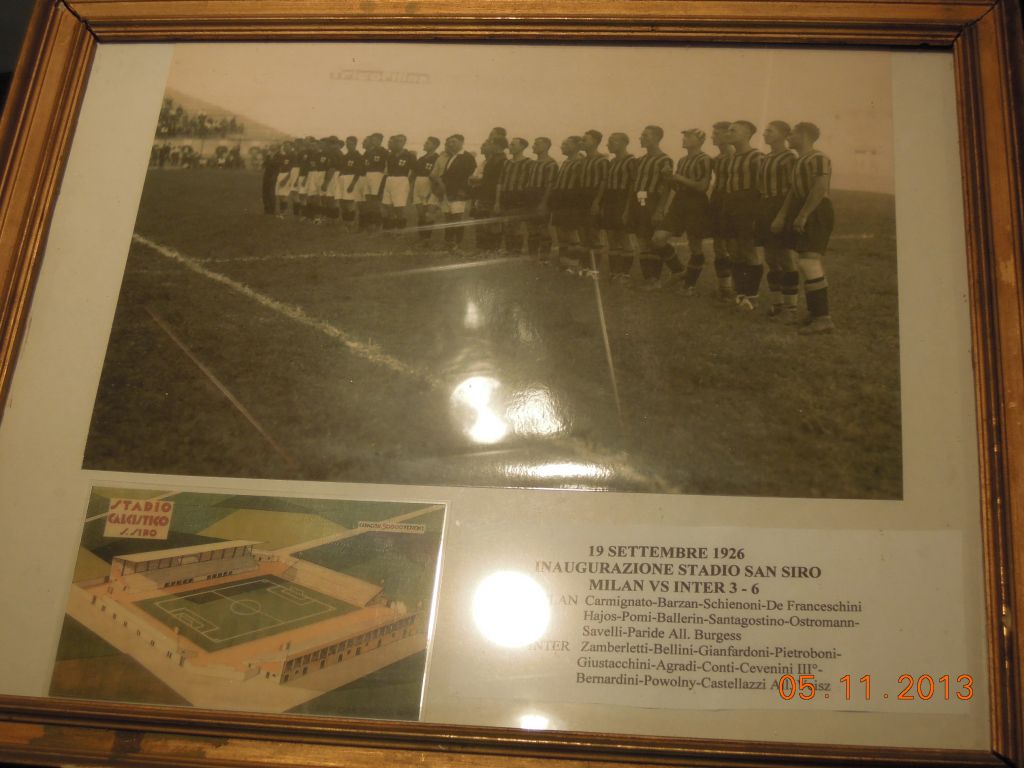 STADIO
CALCISTICO
S. SIRO
19 SETTEMBRE 1926
INAUGURAZIONE STADIO SAN SIRO
MILAN VS INTER 3 - 6
LAN Carmignato-Barzan-Schienoni-De Franceschini
Hajos-Pomi-Ballerin-Santagostino-Ostromann-
Savelli-Paride All. Burgess
INTER Zamberletti-Bellini-Gianfardoni-Pietroboni-
Giustacchini-Agradi-Conti-Cevenini III°-
Bernardini-Powolny-Castellazzi
05.11.2013